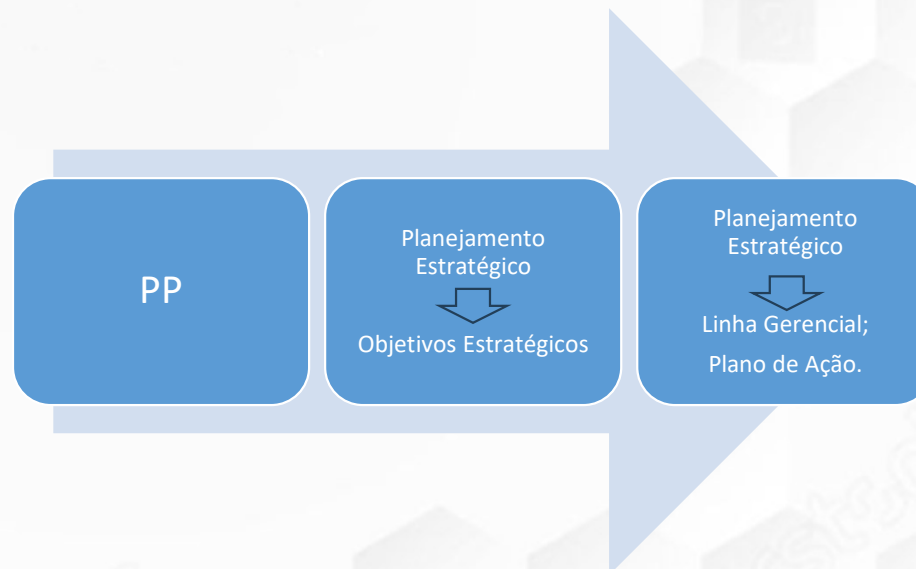 PP
Planejamento
Estratégico
Objetivos Estratégicos
Planejamento
Estratégico
Linha Gerencial;
Plano de Ação.